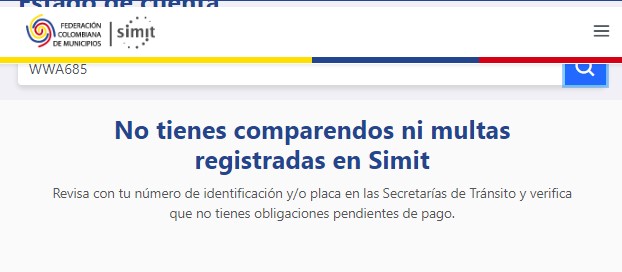 Estado de cuenta
FEDERACIÓN
COLOMBIANA
DE MUNICIPIOS
simit
WWA685
No tienes comparendos ni multas
registradas en Simit
Revisa con tu número de identificación y/o placa en las Secretarías de Tránsito y verifica
que no tienes obligaciones pendientes de pago.